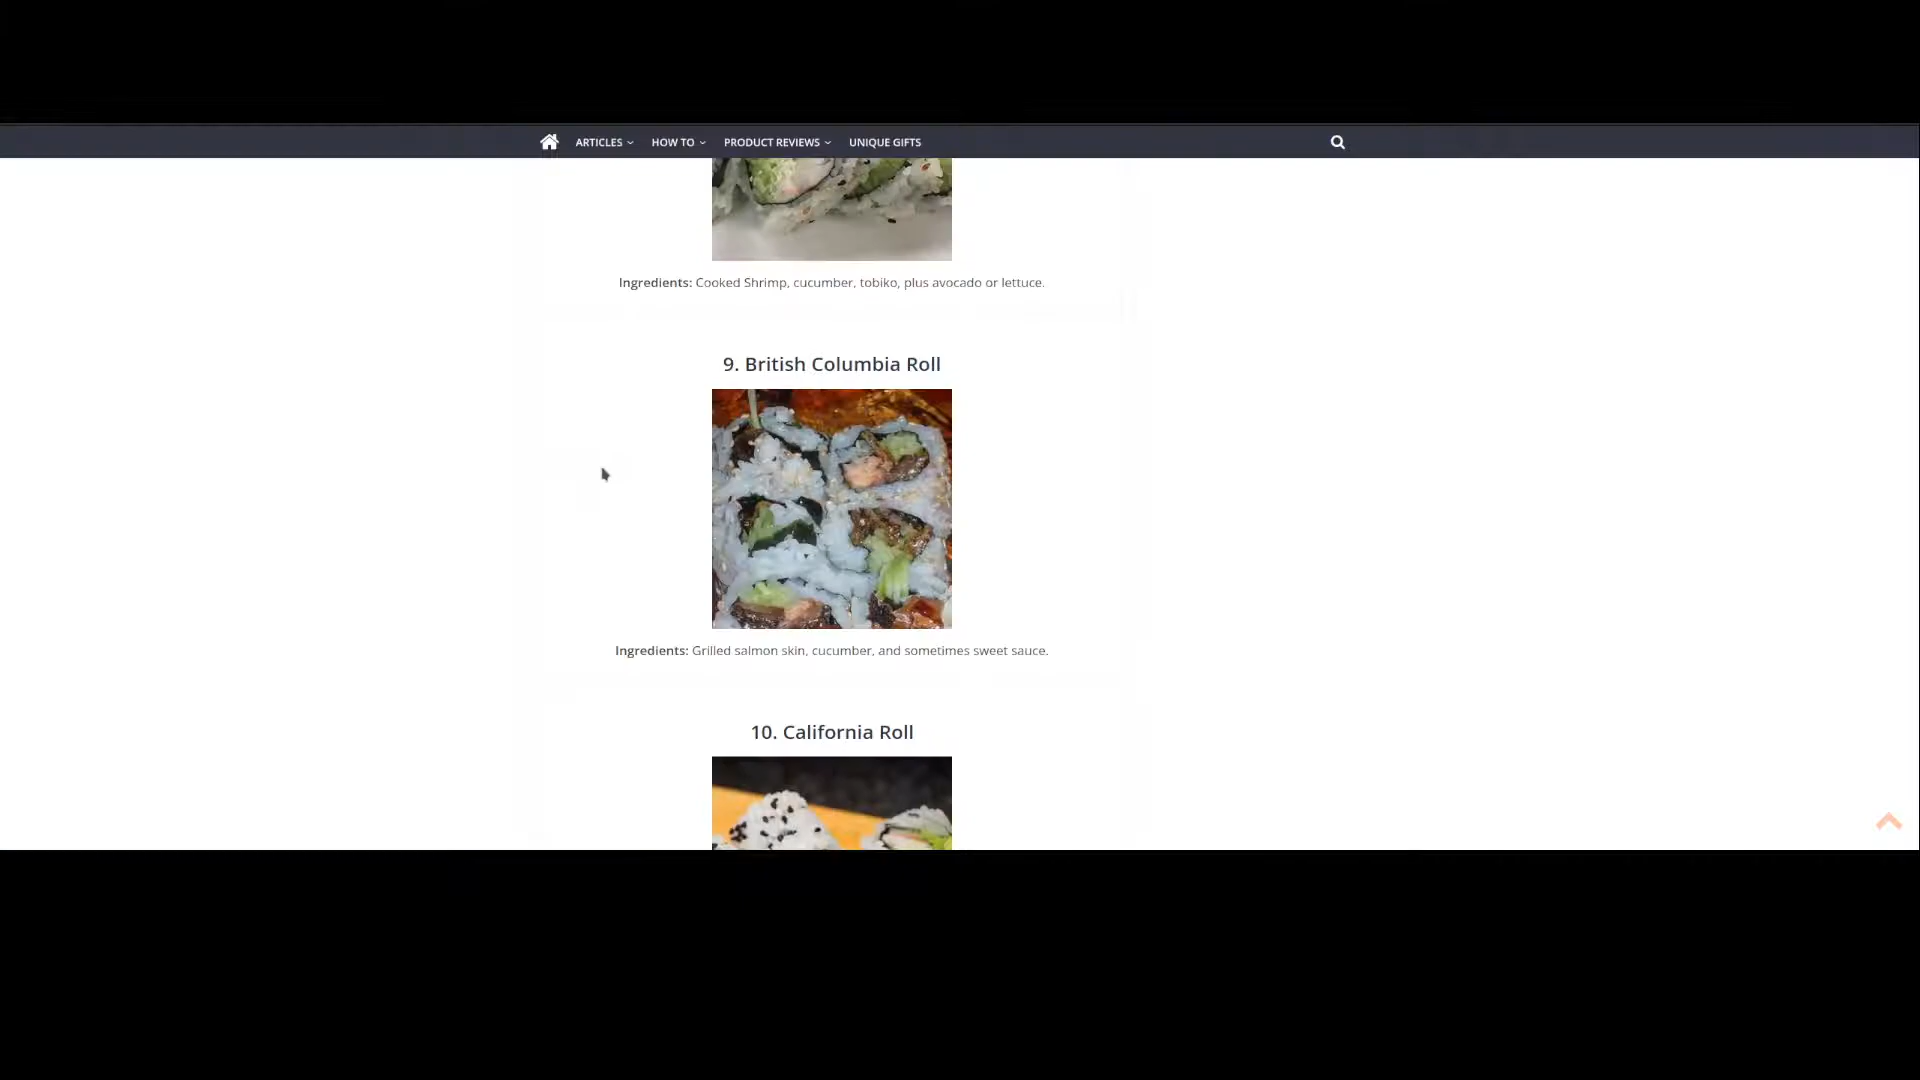 ARTICLES HOW TO PRODUCT REVIEWS UNIQUE GIFTS
Ingredients: Cooked Shrimp, cucumber, tobiko, plus avocado or lettuce.
9. British Columbia Roll
Ingredients: Grilled salmon skin, cucumber, and sometimes sweet sauce.
10. California Roll